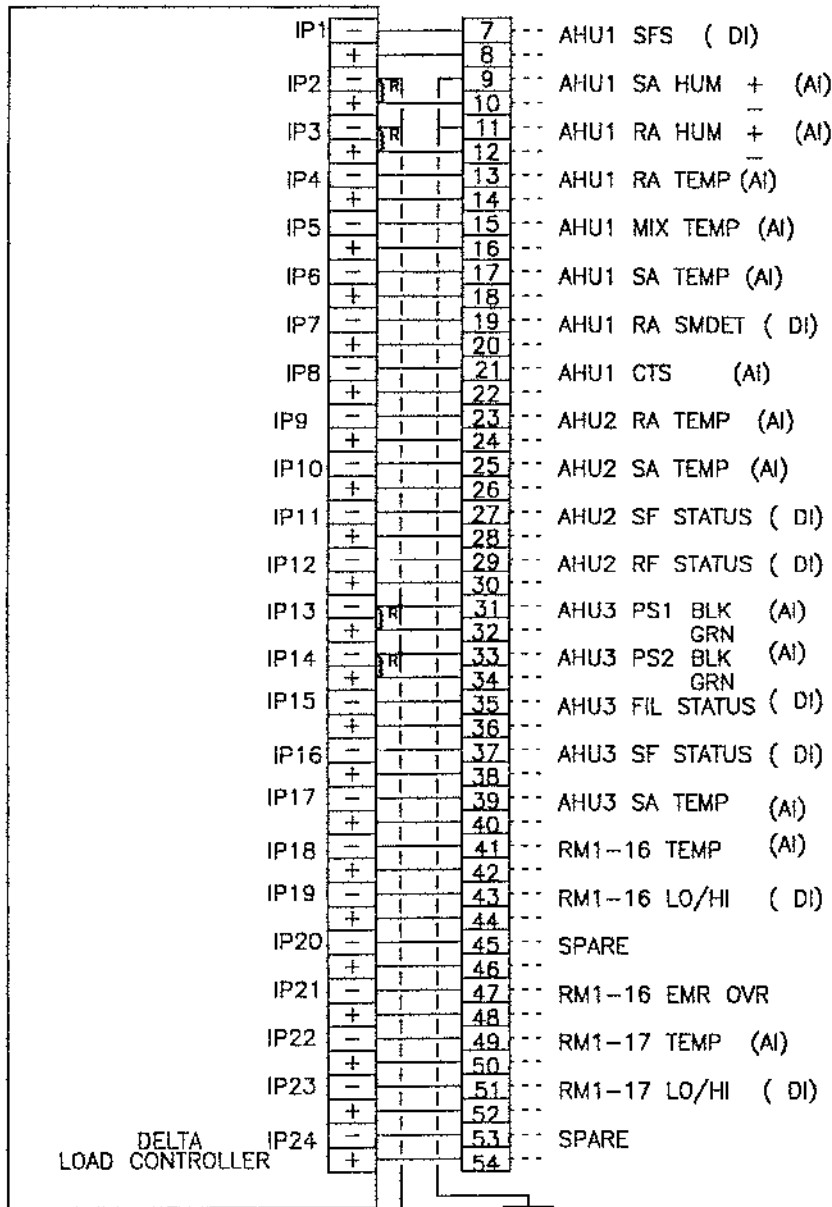 IP1 − 7 AHU1 SFS ( DI)
+ 8
IP2 − R 9 AHU1 SA HUM + (AI)
+ 10 −
IP3 − R 11 AHU1 RA HUM + (AI)
+ 12 −
IP4 − 13 AHU1 RA TEMP (AI)
+ 14
IP5 − 15 AHU1 MIX TEMP (AI)
+ 16
IP6 − 17 AHU1 SA TEMP (AI)
+ 18
IP7 − 19 AHU1 RA SMDET ( DI)
+ 20
IP8 − 21 AHU1 CTS (AI)
+ 22
IP9 − 23 AHU2 RA TEMP (AI)
+ 24
IP10 − 25 AHU2 SA TEMP (AI)
+ 26
IP11 − 27 AHU2 SF STATUS ( DI)
+ 28
IP12 − 29 AHU2 RF STATUS ( DI)
+ 30
IP13 − R 31 AHU3 PS1 BLK (AI)
+ 32 GRN
IP14 − R 33 AHU3 PS2 BLK (AI)
+ 34 GRN
IP15 − 35 AHU3 FIL STATUS ( DI)
+ 36
IP16 − 37 AHU3 SF STATUS ( DI)
+ 38
IP17 − 39 AHU3 SA TEMP (AI)
+ 40
IP18 − 41 RM1-16 TEMP (AI)
+ 42
IP19 − 43 RM1-16 LO/HI ( DI)
+ 44
IP20 − 45 SPARE
+ 46
IP21 − 47 RM1-16 EMR OVR
+ 48
IP22 − 49 RM1-17 TEMP (AI)
+ 50
IP23 − 51 RM1-17 LO/HI ( DI)
+ 52
IP24 − 53 SPARE
+ 54
DELTA
LOAD CONTROLLER